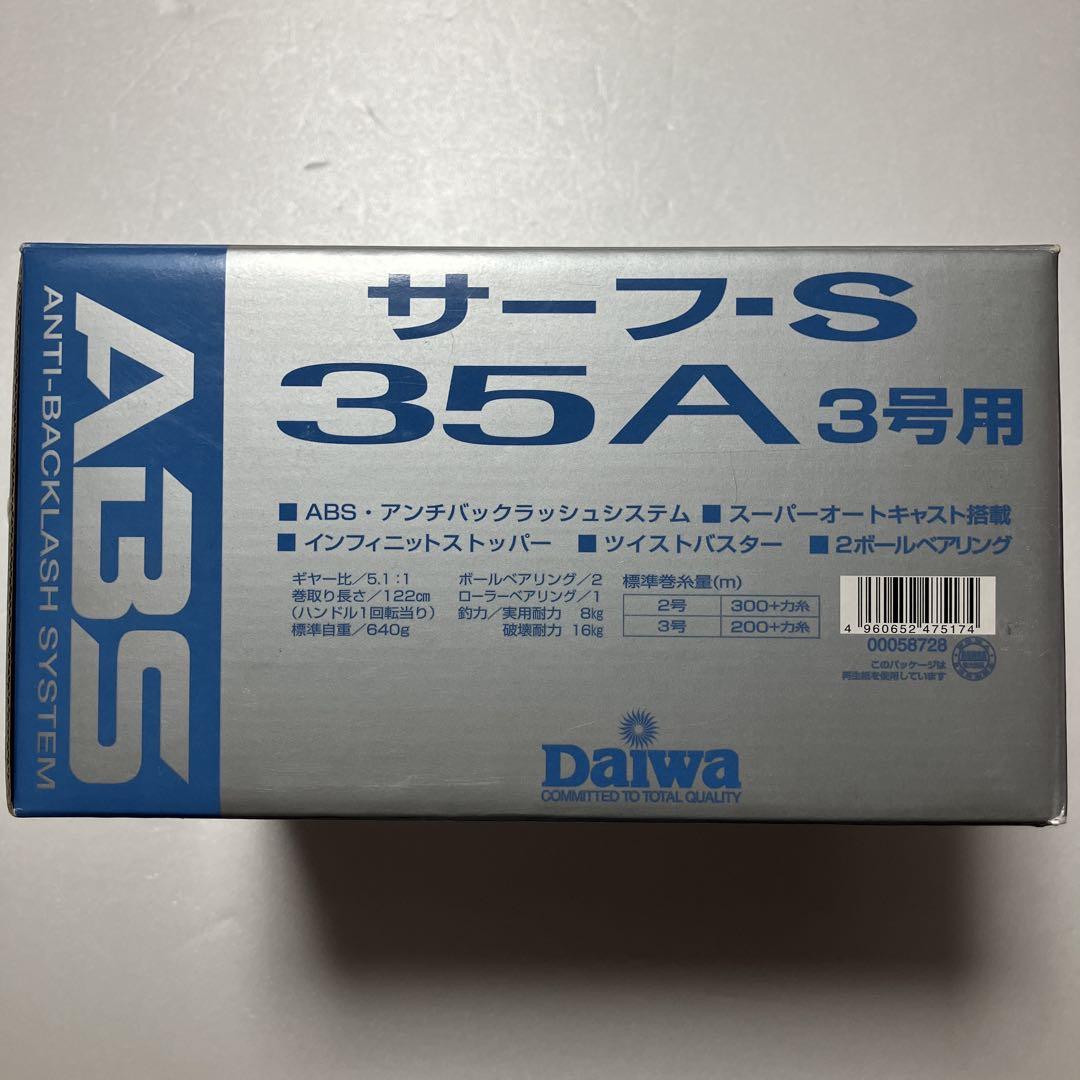 ABS
ANTI-BACKLASH SYSTEM
サーフ-S
35A 3号用
■ ABS・アンチバックラッシュシステム ■ スーパーオートキャスト搭載
■ インフィニットストッパー ■ ツイストバスター ■ 2ボールベアリング
ギヤー比／5.1：1
巻取り長さ／122cm
(ハンドル1回転当り)
標準自重／640g
ボールベアリング／2
ローラーベアリング／1
釣力／実用耐力 8kg
破壊耐力 16kg
標準巻糸量(m)
2号 300+力糸
3号 200+力糸
4 960652 475174
00058728
このパッケージは
再生紙を使用しています
Daiwa
COMMITTED TO TOTAL QUALITY